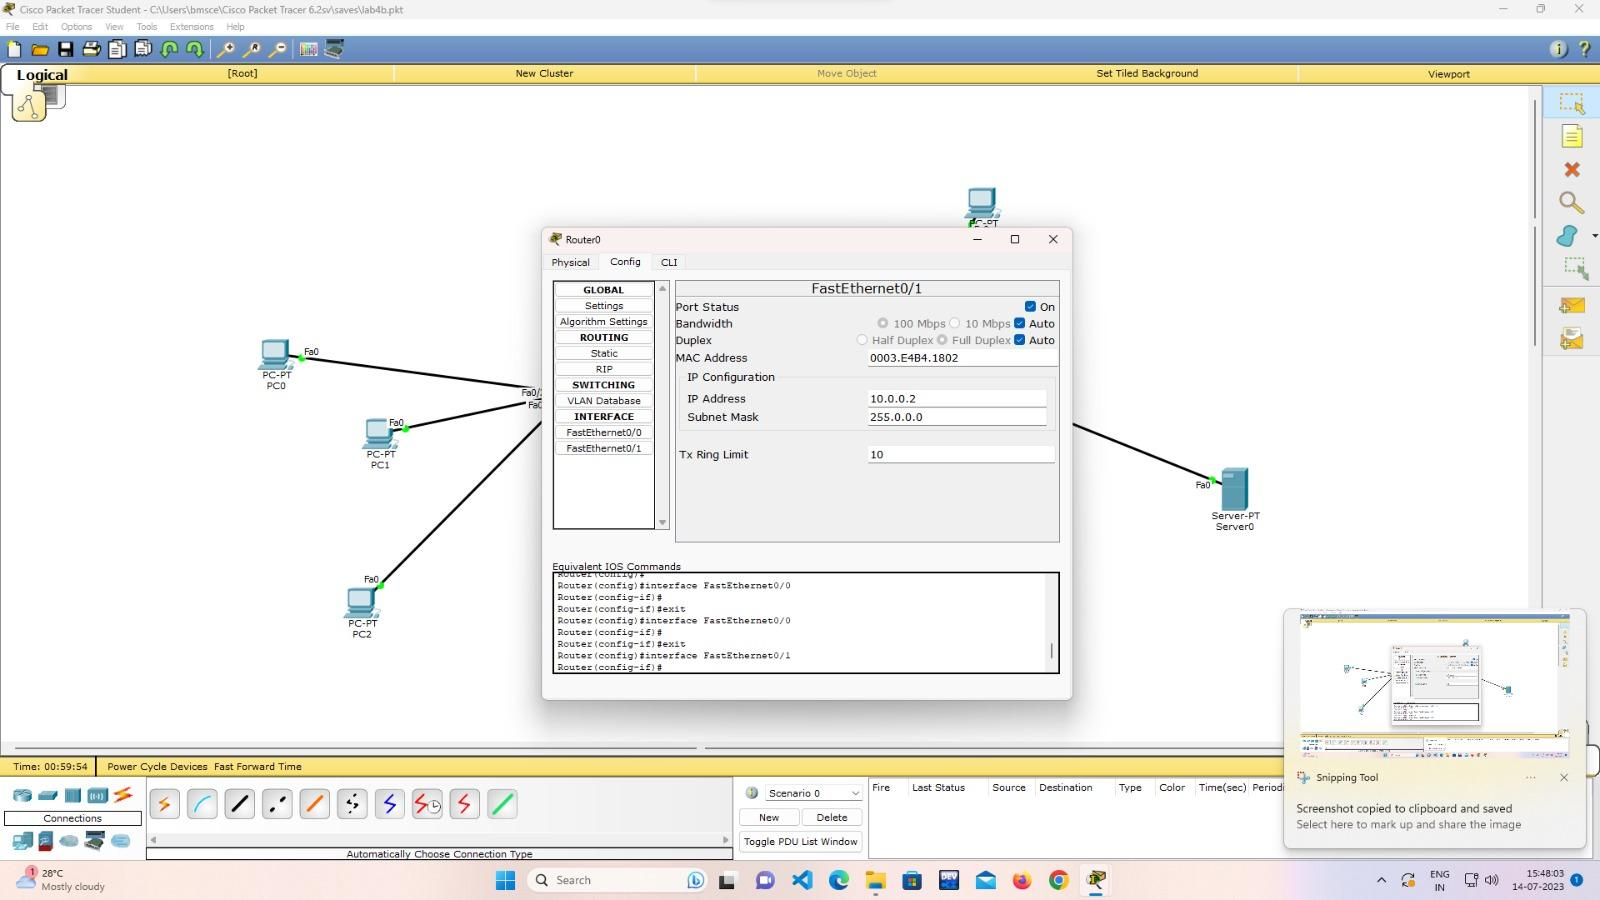 Cisco Packet Tracer Student - C:\Users\bmsce\Cisco Packet Tracer 6.2sv\saves\lab4b.pkt
File Edit Options View Tools Extensions Help
Logical
[Root]
New Cluster
Move Object
Set Tiled Background
Viewport
PC-PT
Router0
Physical Config CLI
GLOBAL
Settings
Algorithm Settings
ROUTING
Static
RIP
SWITCHING
VLAN Database
INTERFACE
FastEthernet0/0
FastEthernet0/1
FastEthernet0/1
Port Status On
Bandwidth 100 Mbps 10 Mbps Auto
Duplex Half Duplex Full Duplex Auto
MAC Address 0003.E4B4.1802
IP Configuration
IP Address 10.0.0.2
Subnet Mask 255.0.0.0
Tx Ring Limit 10
Equivalent IOS Commands
Router(config)#
Router(config)#interface FastEthernet0/0
Router(config-if)#
Router(config-if)#exit
Router(config)#interface FastEthernet0/0
Router(config-if)#
Router(config-if)#exit
Router(config)#interface FastEthernet0/1
Router(config-if)#
Fa0
PC-PT
PC0
Fa0/
Fa0
Fa0
PC-PT
PC1
Fa0
PC-PT
PC2
Fa0
Server-PT
Server0
Snipping Tool
Screenshot copied to clipboard and saved
Select here to mark up and share the image
Time: 00:59:54
Power Cycle Devices Fast Forward Time
Connections
Automatically Choose Connection Type
Scenario 0
New
Delete
Toggle PDU List Window
Fire Last Status Source Destination Type Color Time(sec) Periodi
1
28°C
Mostly cloudy
Search
DEV
ENG
IN
15:48:03
14-07-2023
1